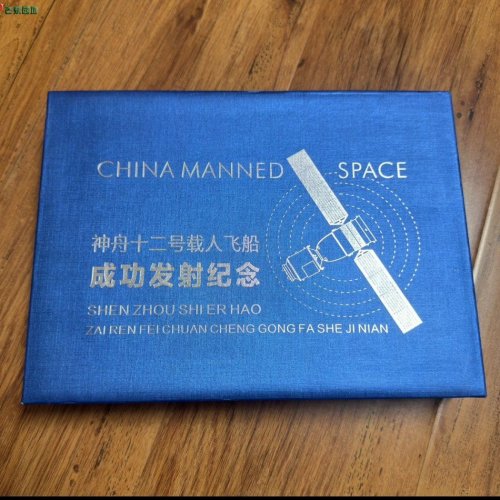 CHINA MANNED SPACE
神舟十二号载人飞船
成功发射纪念
SHEN ZHOU SHI ER HAO
ZAI REN FEI CHUAN CHENG GONG FA SHE JI NIAN